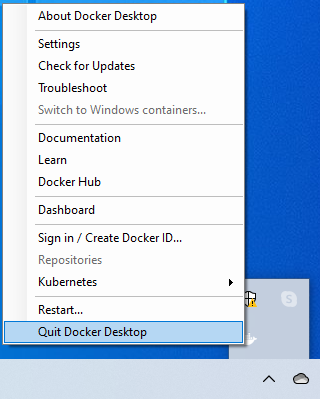 About Docker Desktop
Settings
Check for Updates
Troubleshoot
Switch to Windows containers...
Documentation
Learn
Docker Hub
Dashboard
Sign in / Create Docker ID...
Repositories
Kubernetes
Restart...
Quit Docker Desktop